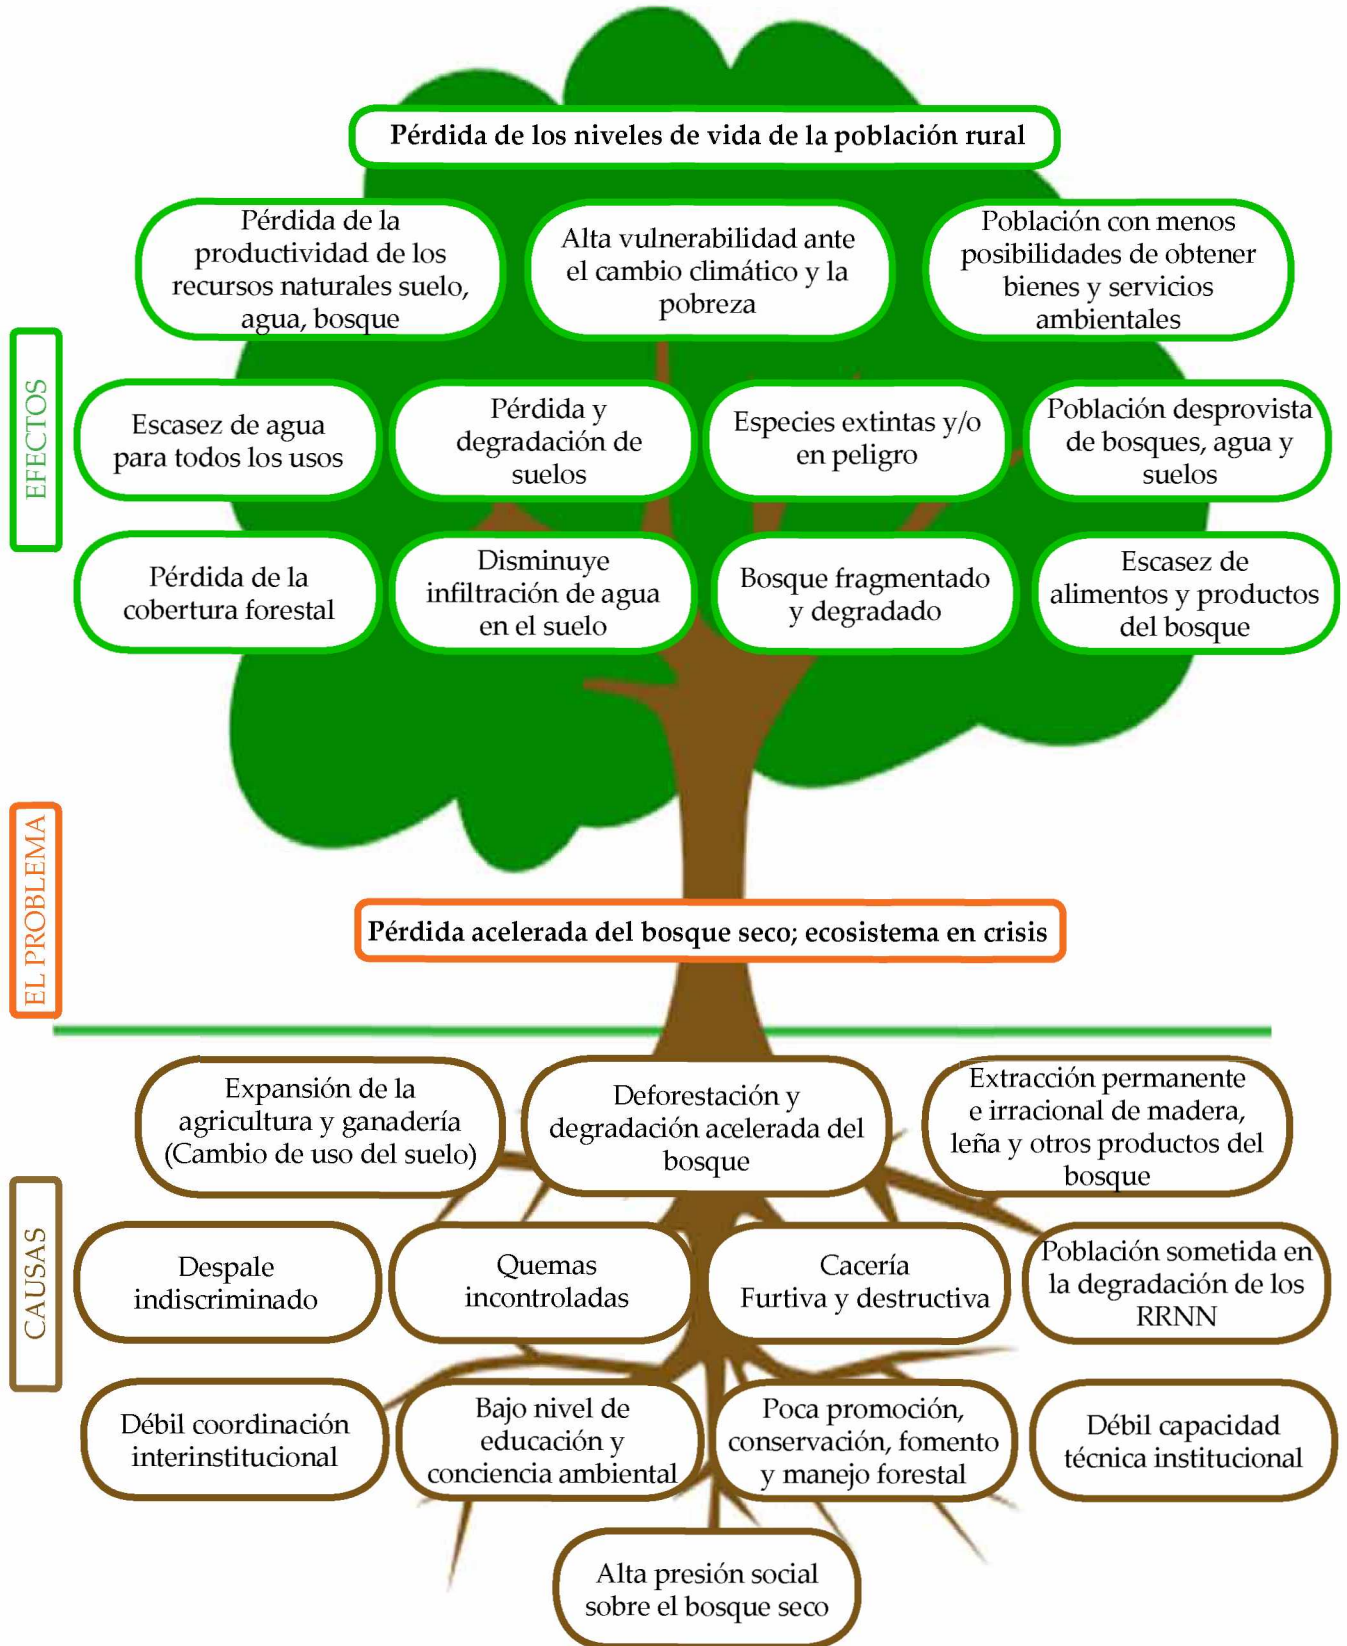 Pérdida de los niveles de vida de la población rural
Pérdida de la
productividad de los
recursos naturales suelo,
agua, bosque
Alta vulnerabilidad ante
el cambio climático y la
pobreza
Población con menos
posibilidades de obtener
bienes y servicios
ambientales
EFECTOS
Escasez de agua
para todos los usos
Pérdida y
degradación de
suelos
Especies extintas y/o
en peligro
Población desprovista
de bosques, agua y
suelos
Pérdida de la
cobertura forestal
Disminuye
infiltración de agua
en el suelo
Bosque fragmentado
y degradado
Escasez de
alimentos y productos
del bosque
EL PROBLEMA
Pérdida acelerada del bosque seco; ecosistema en crisis
Expansión de la
agricultura y ganadería
(Cambio de uso del suelo)
Deforestación y
degradación acelerada del
bosque
Extracción permanente
e irracional de madera,
leña y otros productos del
bosque
CAUSAS
Despale
indiscriminado
Quemas
incontroladas
Cacería
Furtiva y destructiva
Población sometida en
la degradación de los
RRNN
Débil coordinación
interinstitucional
Bajo nivel de
educación y
conciencia ambiental
Poca promoción,
conservación, fomento
y manejo forestal
Débil capacidad
técnica institucional
Alta presión social
sobre el bosque seco